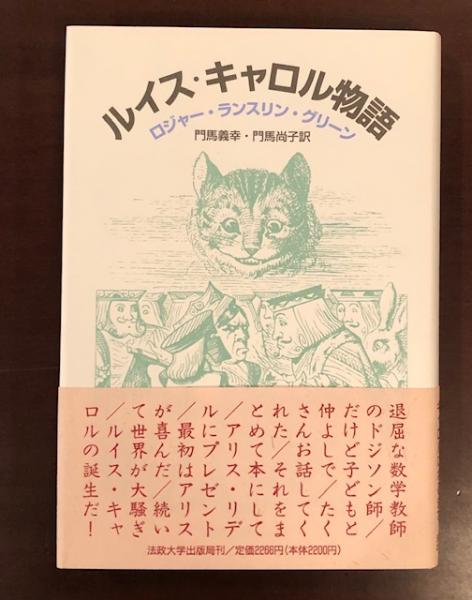 ルイス・キャロル物語
ロジャー・ランスリン・グリーン
門馬義幸・門馬尚子訳
退屈な数学教師
のドジソン師/
だけど子どもと
仲よしで/たく
さんお話してく
れた/それをま
とめて本にして
/アリス・リデ
ルにプレゼント
/最初はアリス
が喜んだ/続い
て世界が大騒ぎ
/ルイス・キャ
ロルの誕生だ!
法政大学出版局刊/定価2266円(本体2200円)